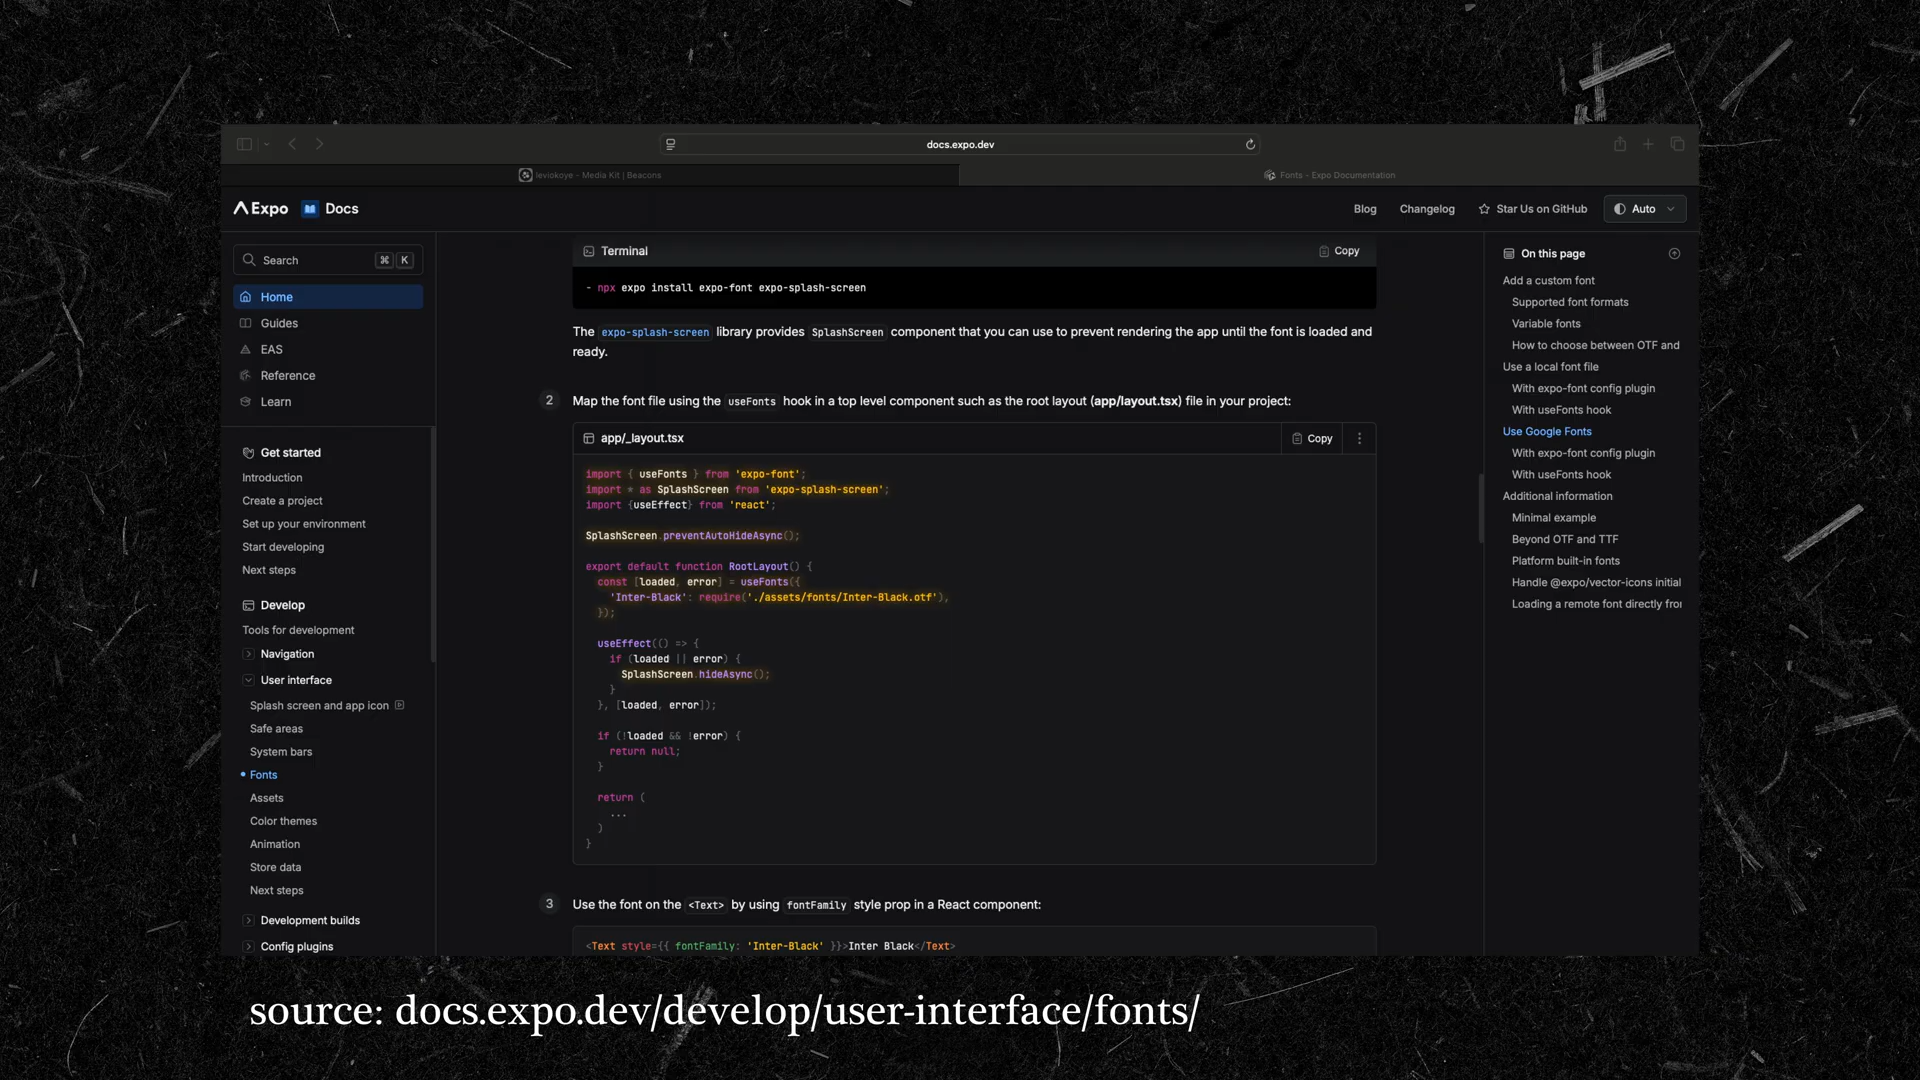 docs.expo.dev
leviokoye - Media Kit | Beacons
Fonts - Expo Documentation
Expo Docs
Blog
Changelog
Star Us on GitHub
Auto
Search
⌘ K
Home
Guides
EAS
Reference
Learn
Get started
Introduction
Create a project
Set up your environment
Start developing
Next steps
Develop
Tools for development
Navigation
User interface
Splash screen and app icon
Safe areas
System bars
Fonts
Assets
Color themes
Animation
Store data
Next steps
Development builds
Config plugins
Terminal
Copy
- npx expo install expo-font expo-splash-screen
The expo-splash-screen library provides SplashScreen component that you can use to prevent rendering the app until the font is loaded and
ready.
2 Map the font file using the useFonts hook in a top level component such as the root layout (app/layout.tsx) file in your project:
app/_layout.tsx
Copy
import { useFonts } from 'expo-font';
import * as SplashScreen from 'expo-splash-screen';
import {useEffect} from 'react';
SplashScreen.preventAutoHideAsync();
export default function RootLayout() {
const [loaded, error] = useFonts({
'Inter-Black': require('./assets/fonts/Inter-Black.otf'),
});
useEffect(() => {
if (loaded || error) {
SplashScreen.hideAsync();
}
}, [loaded, error]);
if (!loaded && !error) {
return null;
}
return (
...
)
}
3 Use the font on the <Text> by using fontFamily style prop in a React component:
<Text style={{ fontFamily: 'Inter-Black' }}>Inter Black</Text>
On this page
Add a custom font
Supported font formats
Variable fonts
How to choose between OTF and
Use a local font file
With expo-font config plugin
With useFonts hook
Use Google Fonts
With expo-font config plugin
With useFonts hook
Additional information
Minimal example
Beyond OTF and TTF
Platform built-in fonts
Handle @expo/vector-icons initial
Loading a remote font directly fro
source: docs.expo.dev/develop/user-interface/fonts/